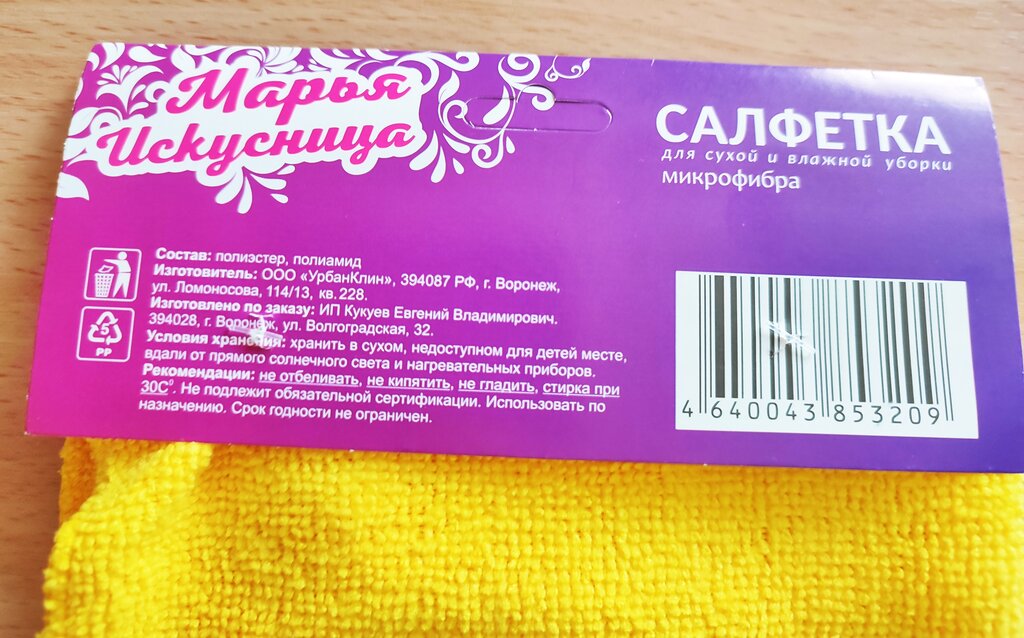 Марья
Искусница
САЛФЕТКА
для сухой и влажной уборки
микрофибра
Состав: полиэстер, полиамид
Изготовитель: ООО «УрбанКлин», 394087 РФ, г. Воронеж,
ул. Ломоносова, 114/13, кв. 228.
Изготовлено по заказу: ИП Кукуев Евгений Владимирович.
394028, г. Воронеж, ул. Волгоградская, 32.
Условия хранения: хранить в сухом, недоступном для детей месте,
вдали от прямого солнечного света и нагревательных приборов.
Рекомендации: не отбеливать, не кипятить, не гладить, стирка при
30С⁰. Не подлежит обязательной сертификации. Использовать по
назначению. Срок годности не ограничен.
5
PP
4 640043 853209